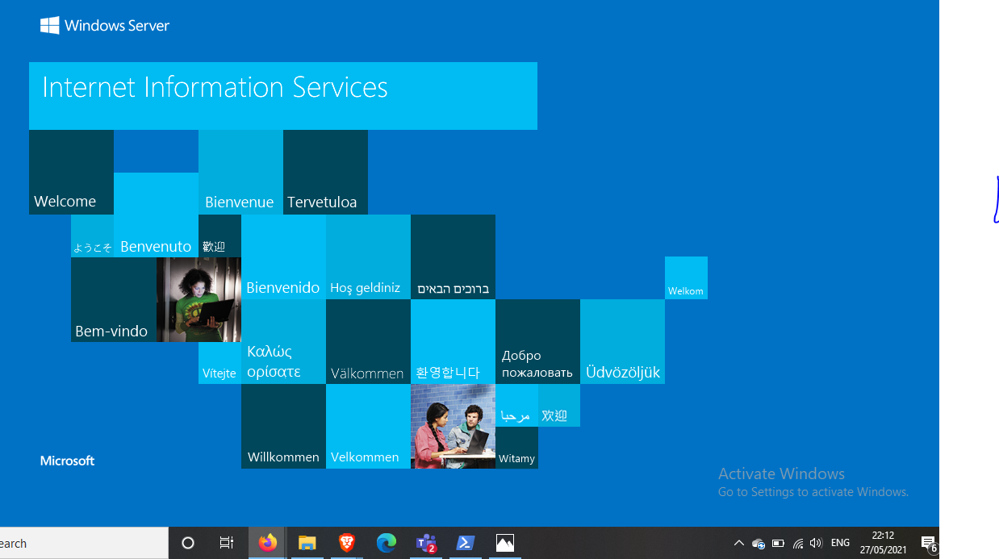 Windows Server
Internet Information Services
Welcome
Bienvenue
Tervetuloa
ようこそ
Benvenuto
歡迎
Bienvenido
Hoş geldiniz
ברוכים הבאים
Welkom
Bem-vindo
Vítejte
Καλώς
ορίσατε
Välkommen
환영합니다
Добро
пожаловать
Üdvözöljük
Willkommen
Velkommen
مرحبا
欢迎
Witamy
Microsoft
Activate Windows
Go to Settings to activate Windows.
earch
2
ENG
22:12
27/05/2021
6